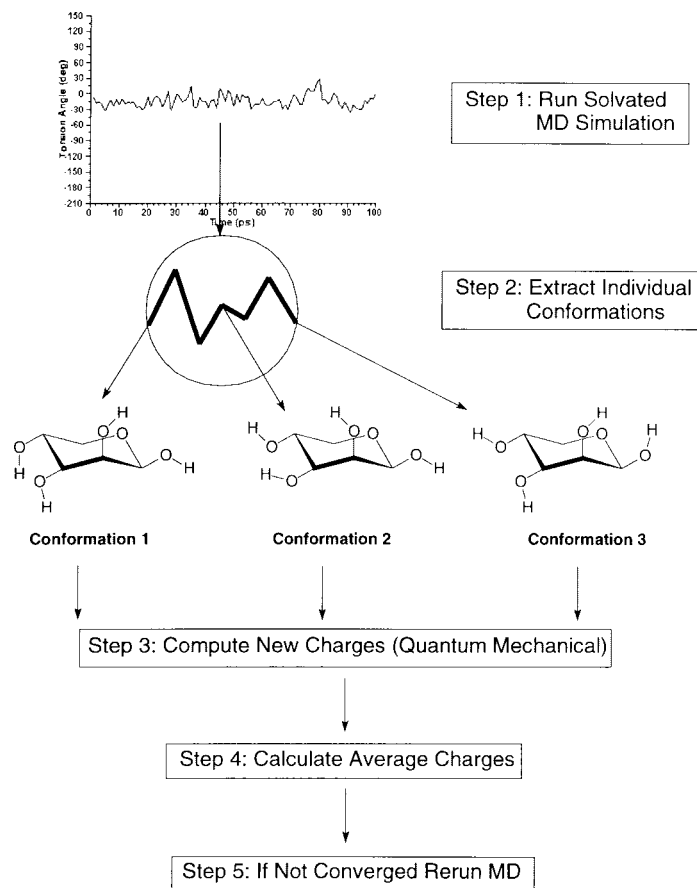 150
120
90
60
30
0
-30
-60
-90
-120
-150
-180
-210
Torsion Angle (deg)
0 10 20 30 40 50 60 70 80 90 100
Time (ps)
Step 1: Run Solvated
MD Simulation
Step 2: Extract Individual
Conformations
H
O
O
H
O
O
H
O
H
H
O
O
H
O
H
O
O
H
H
O
O
H
O
H
O
O
H
Conformation 1
Conformation 2
Conformation 3
Step 3: Compute New Charges (Quantum Mechanical)
Step 4: Calculate Average Charges
Step 5: If Not Converged Rerun MD